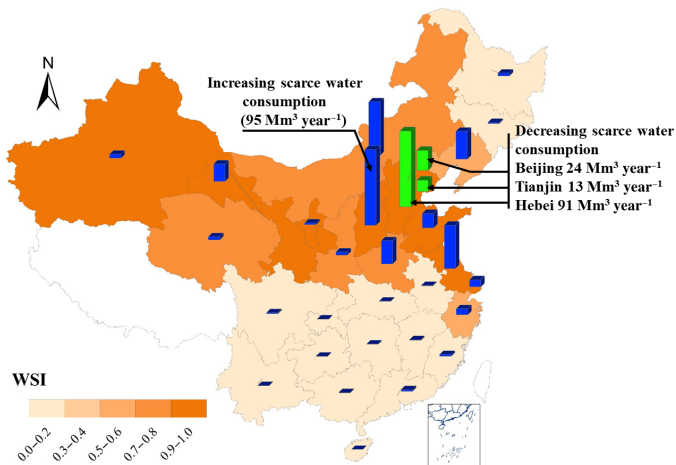 N
Increasing scarce water
consumption
(95 Mm³ year⁻¹)
Decreasing scarce water
consumption
Beijing 24 Mm³ year⁻¹
Tianjin 13 Mm³ year⁻¹
Hebei 91 Mm³ year⁻¹
WSI
0.0–0.2
0.3–0.4
0.5–0.6
0.7–0.8
0.9–1.0